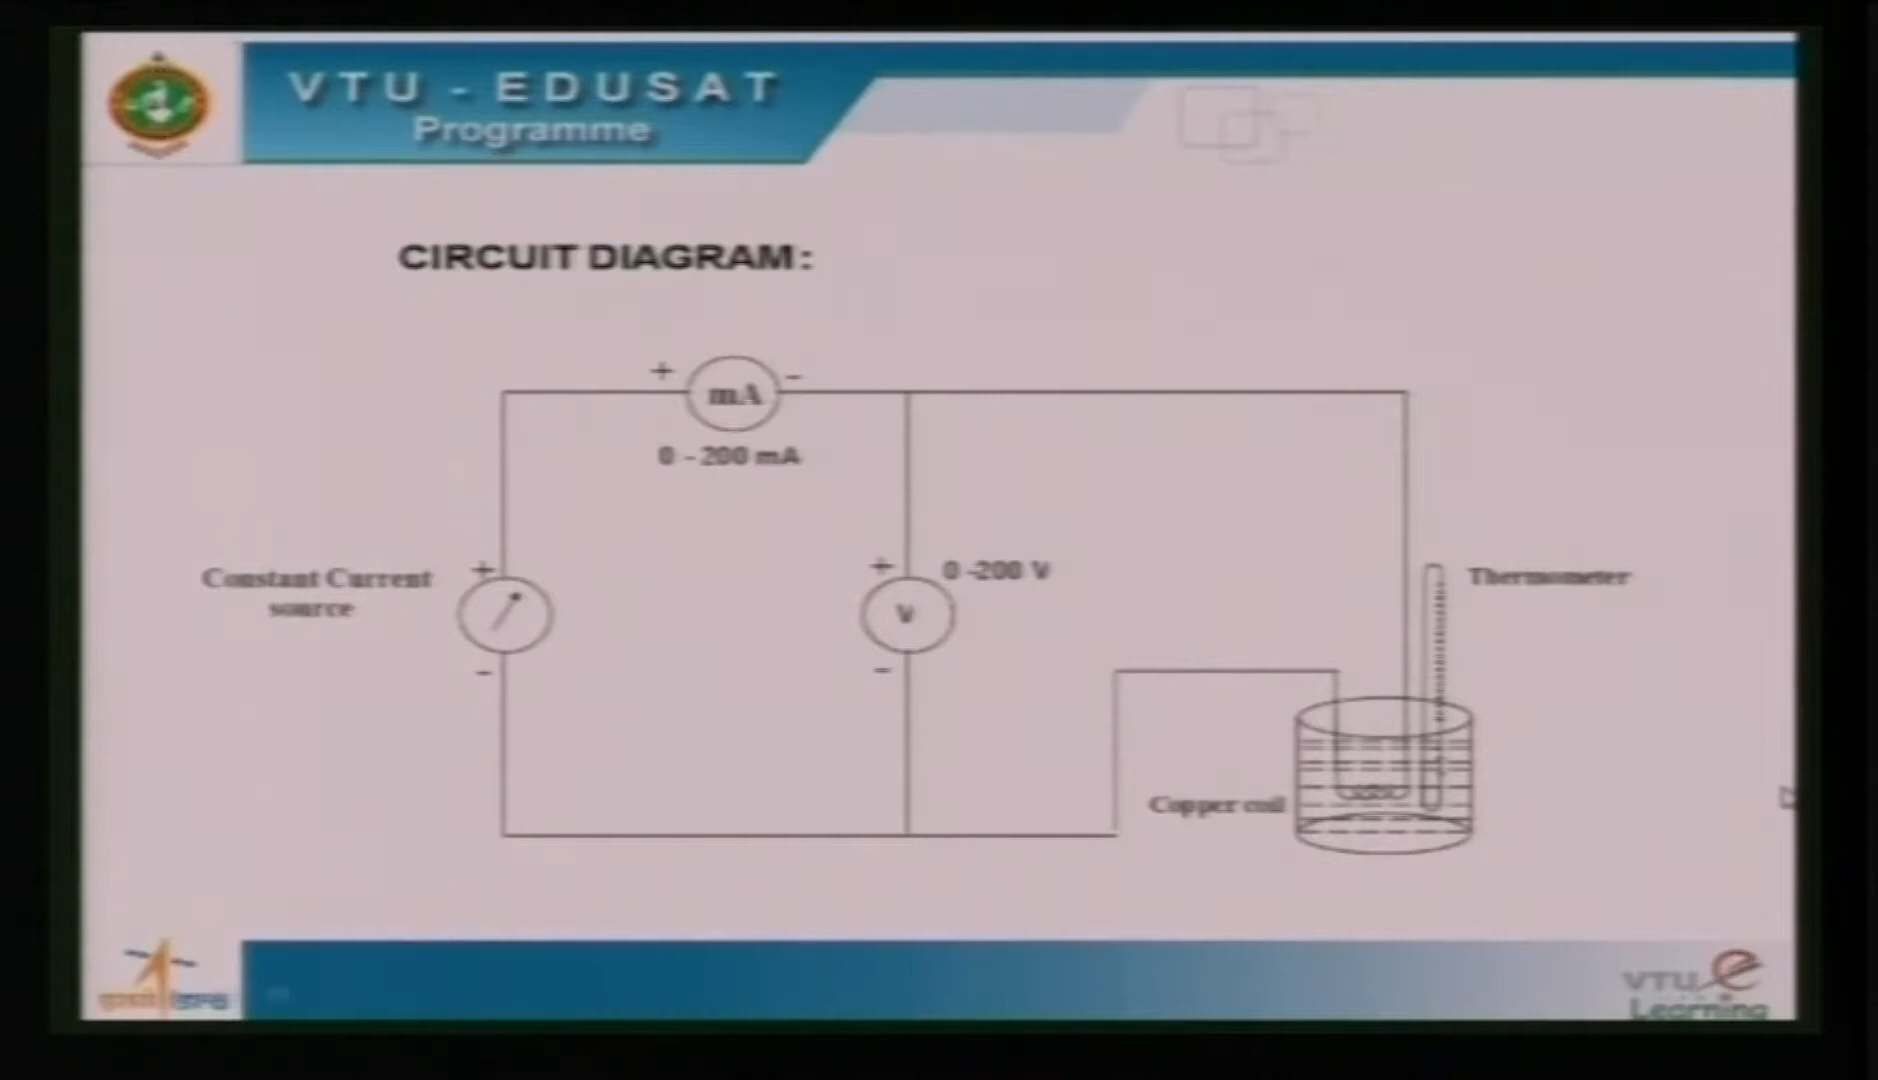 VTU - EDUSAT
Programme
CIRCUIT DIAGRAM:
+
mA
-
0 - 200 mA
Constant Current
source
+
-
+
0 -200 V
V
-
Thermometer
Copper coil
isro
VTU e
Learning